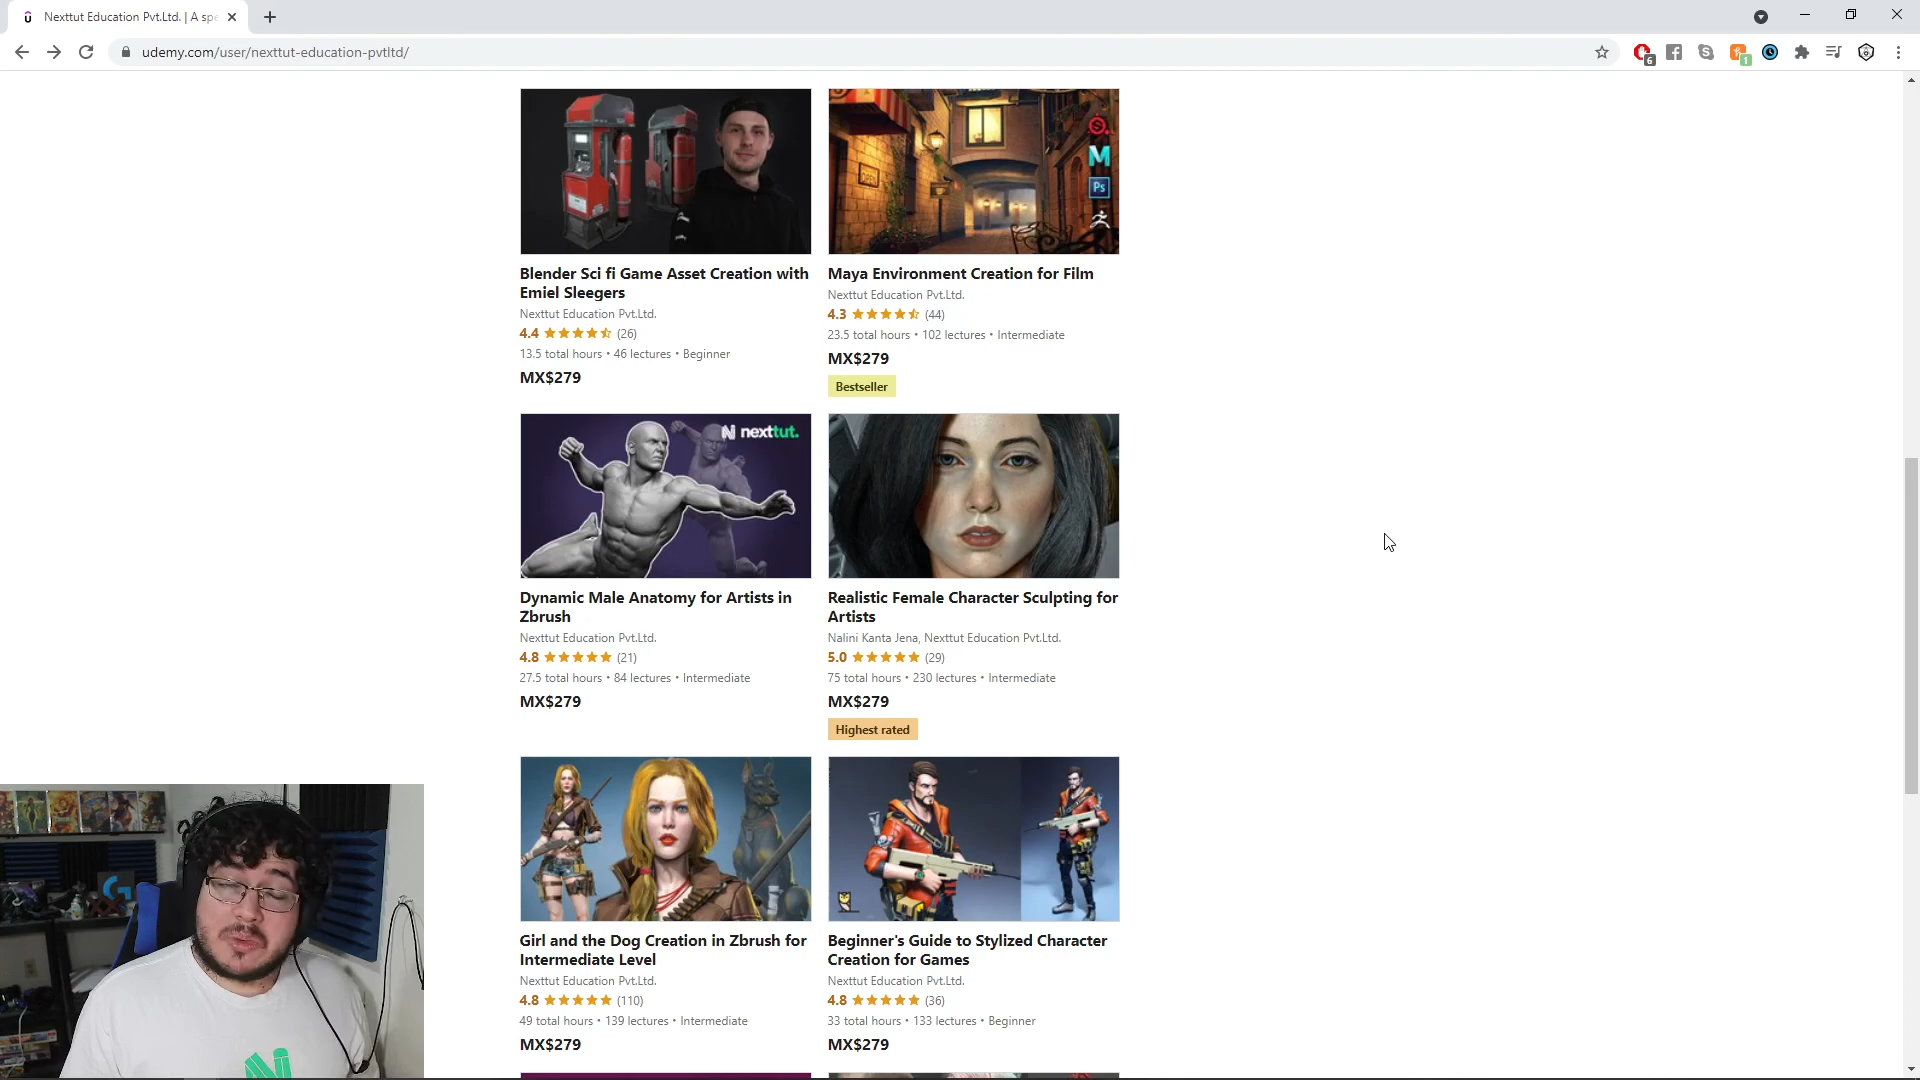 Nexttut Education Pvt.Ltd. | A spe
udemy.com/user/nexttut-education-pvtltd/
6
1
OPEN
M
Ps
Blender Sci fi Game Asset Creation with
Emiel Sleegers
Nexttut Education Pvt.Ltd.
4.4 (26)
13.5 total hours • 46 lectures • Beginner
MX$279
Maya Environment Creation for Film
Nexttut Education Pvt.Ltd.
4.3 (44)
23.5 total hours • 102 lectures • Intermediate
MX$279
Bestseller
nexttut.
Dynamic Male Anatomy for Artists in
Zbrush
Nexttut Education Pvt.Ltd.
4.8 (21)
27.5 total hours • 84 lectures • Intermediate
MX$279
Realistic Female Character Sculpting for
Artists
Nalini Kanta Jena, Nexttut Education Pvt.Ltd.
5.0 (29)
75 total hours • 230 lectures • Intermediate
MX$279
Highest rated
Girl and the Dog Creation in Zbrush for
Intermediate Level
Nexttut Education Pvt.Ltd.
4.8 (110)
49 total hours • 139 lectures • Intermediate
MX$279
Beginner's Guide to Stylized Character
Creation for Games
Nexttut Education Pvt.Ltd.
4.8 (36)
33 total hours • 133 lectures • Beginner
MX$279